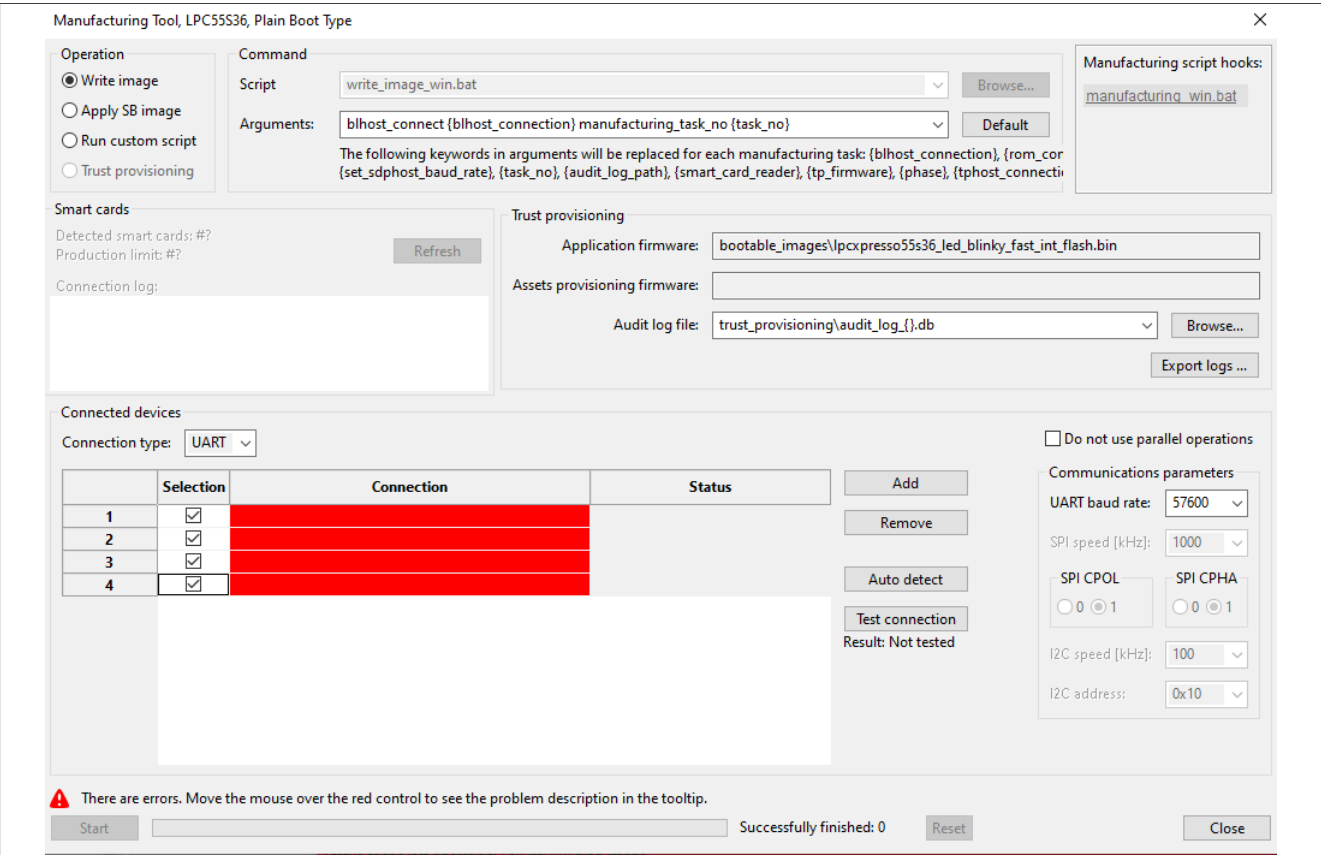 Manufacturing Tool, LPC55S36, Plain Boot Type
Operation
Write image
Apply SB image
Run custom script
Trust provisioning
Command
Script
write_image_win.bat
Browse...
Arguments:
blhost_connect {blhost_connection} manufacturing_task_no {task_no}
Default
The following keywords in arguments will be replaced for each manufacturing task: {blhost_connection}, {rom_cor
{set_sdphost_baud_rate}, {task_no}, {audit_log_path}, {smart_card_reader}, {tp_firmware}, {phase}, {tphost_connecti
Manufacturing script hooks:
manufacturing_win.bat
Smart cards
Detected smart cards: #?
Production limit: #?
Refresh
Connection log:
Trust provisioning
Application firmware:
bootable_images\lpcxpresso55s36_led_blinky_fast_int_flash.bin
Assets provisioning firmware:
Audit log file:
trust_provisioning\audit_log_{}.db
Browse...
Export logs ...
Connected devices
Connection type:
UART
Selection
Connection
Status
1
2
3
4
Add
Remove
Auto detect
Test connection
Result: Not tested
Do not use parallel operations
Communications parameters
UART baud rate:
57600
SPI speed [kHz]:
1000
SPI CPOL
0
1
SPI CPHA
0
1
I2C speed [kHz]:
100
I2C address:
0x10
There are errors. Move the mouse over the red control to see the problem description in the tooltip.
Start
Successfully finished: 0
Reset
Close